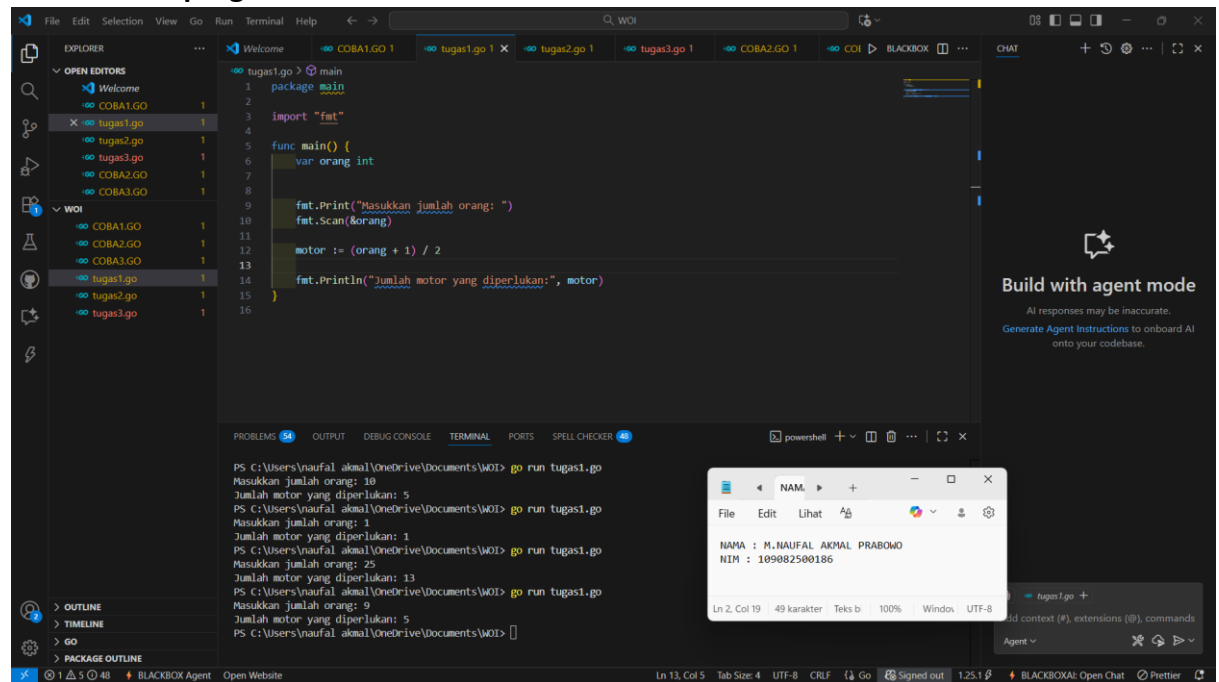 File Edit Selection View Go Run Terminal Help
WOI
EXPLORER
OPEN EDITORS
Welcome
COBA1.GO 1
tugas1.go 1
tugas2.go 1
tugas3.go 1
COBA2.GO 1
COBA3.GO 1
WOI
COBA1.GO 1
COBA2.GO 1
COBA3.GO 1
tugas1.go 1
tugas2.go 1
tugas3.go 1
OUTLINE
TIMELINE
GO
PACKAGE OUTLINE
Welcome COBA1.GO 1 tugas1.go 1 tugas2.go 1 tugas3.go 1 COBA2.GO 1 BLACKBOX
tugas1.go > main
1 package main
2
3 import "fmt"
4
5 func main() {
6 var orang int
7
8
9 fmt.Print("Masukkan jumlah orang: ")
10 fmt.Scan(&orang)
11
12 motor := (orang + 1) / 2
13
14 fmt.Println("Jumlah motor yang diperlukan:", motor)
15 }
16
PROBLEMS 54 OUTPUT DEBUG CONSOLE TERMINAL PORTS SPELL CHECKER 48 powershell
PS C:\Users\naufal akmal\OneDrive\Documents\WOI> go run tugas1.go
Masukkan jumlah orang: 10
Jumlah motor yang diperlukan: 5
PS C:\Users\naufal akmal\OneDrive\Documents\WOI> go run tugas1.go
Masukkan jumlah orang: 1
Jumlah motor yang diperlukan: 1
PS C:\Users\naufal akmal\OneDrive\Documents\WOI> go run tugas1.go
Masukkan jumlah orang: 25
Jumlah motor yang diperlukan: 13
PS C:\Users\naufal akmal\OneDrive\Documents\WOI> go run tugas1.go
Masukkan jumlah orang: 9
Jumlah motor yang diperlukan: 5
PS C:\Users\naufal akmal\OneDrive\Documents\WOI>
CHAT
Build with agent mode
AI responses may be inaccurate.
Generate Agent Instructions to onboard AI
onto your codebase.
File Edit Lihat
NAMA : M.NAUFAL AKMAL PRABOWO
NIM : 109082500186
Ln 2, Col 19 49 karakter Teks b 100% UTF-8
tugas1.go
context (#), extensions (@), commands
Agent
1 5 48 BLACKBOX Agent Open Website Ln 13, Col 5 Tab Size: 4 UTF-8 CRLF Go Signed out 1.25.1 BLACKBOXAI: Open Chat Prettier